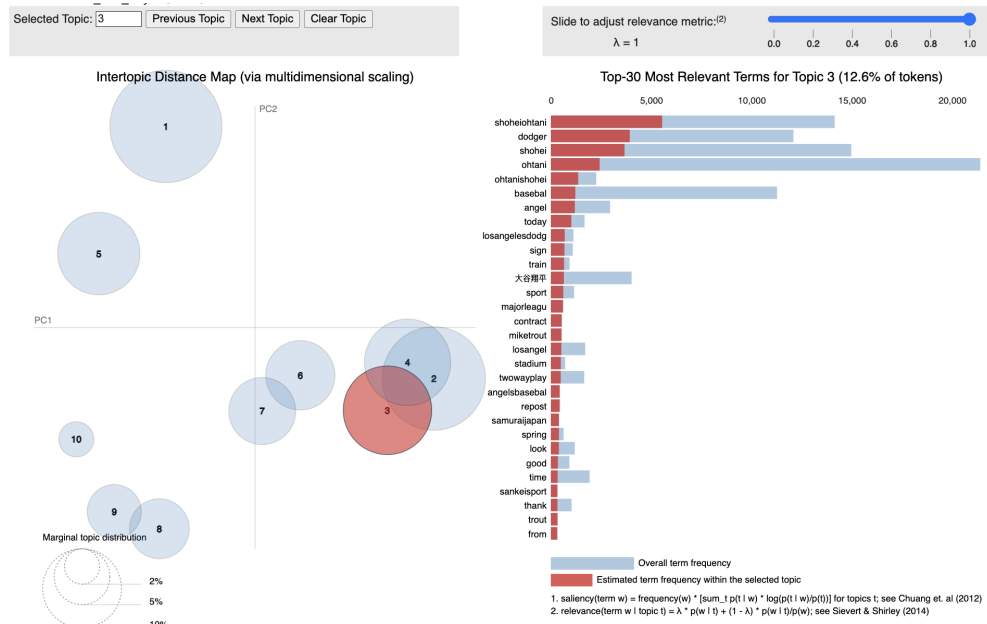 Selected Topic: 3 Previous Topic Next Topic Clear Topic
Slide to adjust relevance metric:(2)
λ = 1
0.0 0.2 0.4 0.6 0.8 1.0
Intertopic Distance Map (via multidimensional scaling)
PC2
PC1
1
5
4
2
6
3
7
10
9
8
Marginal topic distribution
2%
5%
10%
Top-30 Most Relevant Terms for Topic 3 (12.6% of tokens)
0 5,000 10,000 15,000 20,000
shoheiohtani
dodger
shohei
ohtani
ohtanishohei
basebal
angel
today
losangelesdodg
sign
train
大谷翔平
sport
majorleagu
contract
miketrout
losangel
stadium
twowayplay
angelsbasebal
repost
samuraijapan
spring
look
good
time
sankeisport
thank
trout
from
Overall term frequency
Estimated term frequency within the selected topic
1. saliency(term w) = frequency(w) * [sum_t p(t | w) * log(p(t | w)/p(t))] for topics t; see Chuang et. al (2012)
2. relevance(term w | topic t) = λ * p(w | t) + (1 - λ) * p(w | t)/p(w); see Sievert & Shirley (2014)